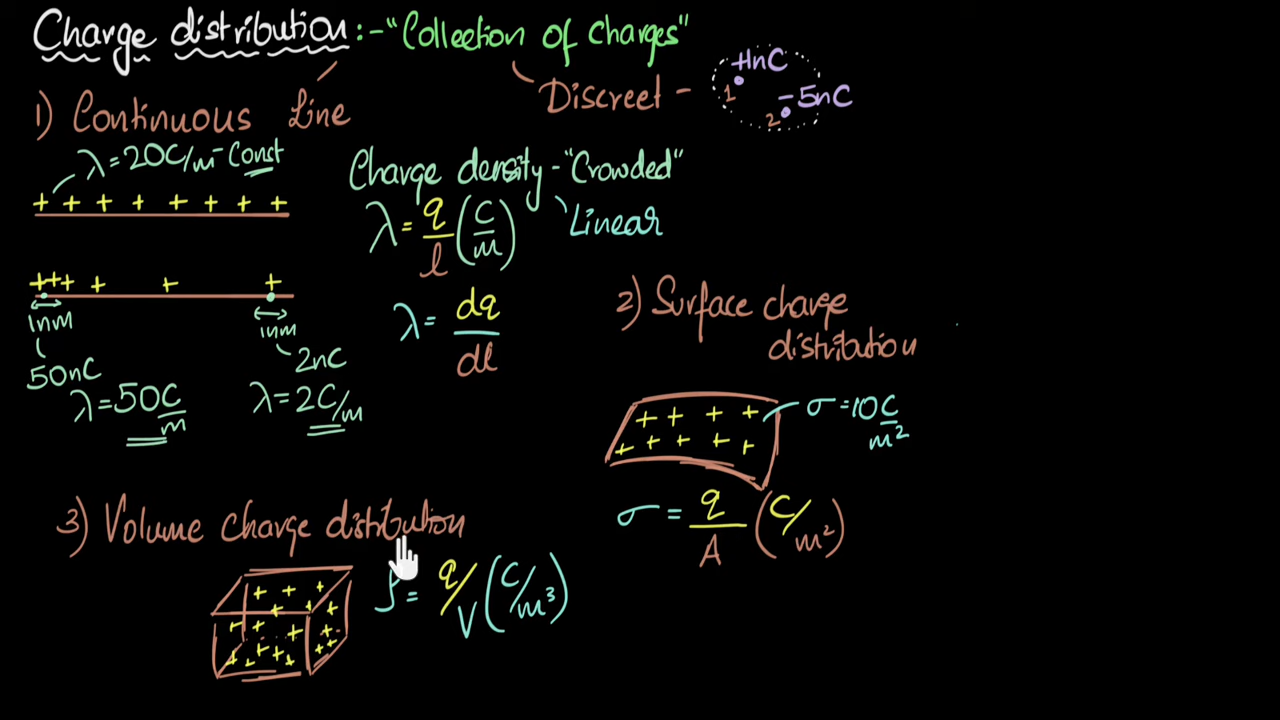 Charge distribution :- "Collection of charges"
Discreet -
+1nC
1
-5nC
2
1) Continuous Line
λ=20C/m-Const
+ + + + + + + +
Charge density - "Crowded"
Linear
λ = q/l (C/m)
+++ + + +
1nm
1nm
50nC
2nC
λ=50C/m
λ=2C/m
λ = dq/dl
2) Surface charge
distribution
+ + + +
+ + + + +
σ=10C/m²
σ = q/A (C/m²)
3) Volume charge distribution
ρ = q/V (C/m³)